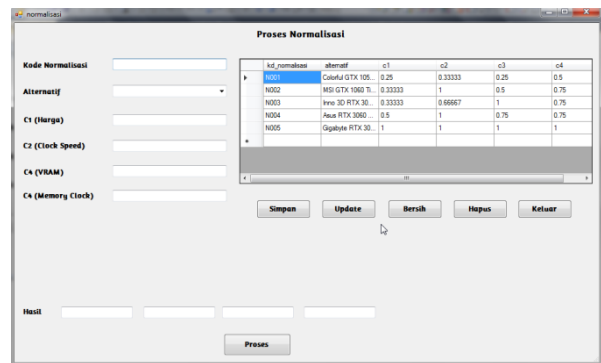 normalisasi
Proses Normalisasi
Kode Normalisasi
Alternatif
C1 (Harga)
C2 (Clock Speed)
C4 (VRAM)
C4 (Memory Clock)
kd_normalisasi alternatif c1 c2 c3 c4
N001 Colorful GTX 105... 0.25 0.33333 0.25 0.5
N002 MSI GTX 1060 Ti... 0.33333 1 0.5 0.75
N003 Inno 3D RTX 30... 0.33333 0.66667 1 0.75
N004 Asus RTX 3060 ... 0.5 1 0.75 0.75
N005 Gigabyte RTX 30... 1 1 1 1
Simpan Update Bersih Hapus Keluar
Hasil
Proses